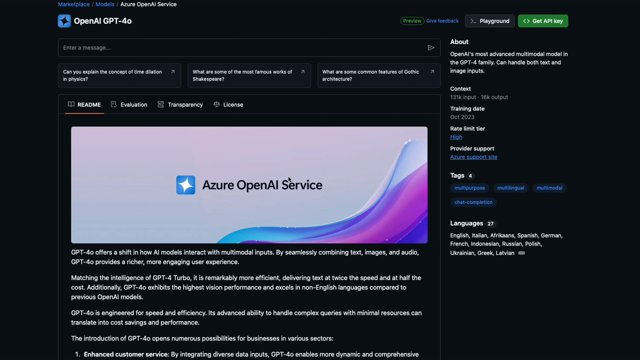 Marketplace / Models / Azure OpenAI Service
OpenAI GPT-4o
Preview Give feedback
Playground
Get API key
Enter a message...
Can you explain the concept of time dilation
in physics?
What are some of the most famous works of
Shakespeare?
What are some common features of Gothic
architecture?
README
Evaluation
Transparency
License
Azure OpenAI Service
GPT-4o offers a shift in how AI models interact with multimodal inputs. By seamlessly combining text, images, and audio,
GPT-4o provides a richer, more engaging user experience.
Matching the intelligence of GPT-4 Turbo, it is remarkably more efficient, delivering text at twice the speed and at half the
cost. Additionally, GPT-4o exhibits the highest vision performance and excels in non-English languages compared to
previous OpenAI models.
GPT-4o is engineered for speed and efficiency. Its advanced ability to handle complex queries with minimal resources can
translate into cost savings and performance.
The introduction of GPT-4o opens numerous possibilities for businesses in various sectors:
1. Enhanced customer service: By integrating diverse data inputs, GPT-4o enables more dynamic and comprehensive
About
OpenAI's most advanced multimodal model in
the GPT-4 family. Can handle both text and
image inputs.
Context
131k input · 16k output
Training date
Oct 2023
Rate limit tier
High
Provider support
Azure support site
Tags 4
multipurpose
multilingual
multimodal
chat-completion
Languages 27
English, Italian, Afrikaans, Spanish, German,
French, Indonesian, Russian, Polish,
Ukrainian, Greek, Latvian